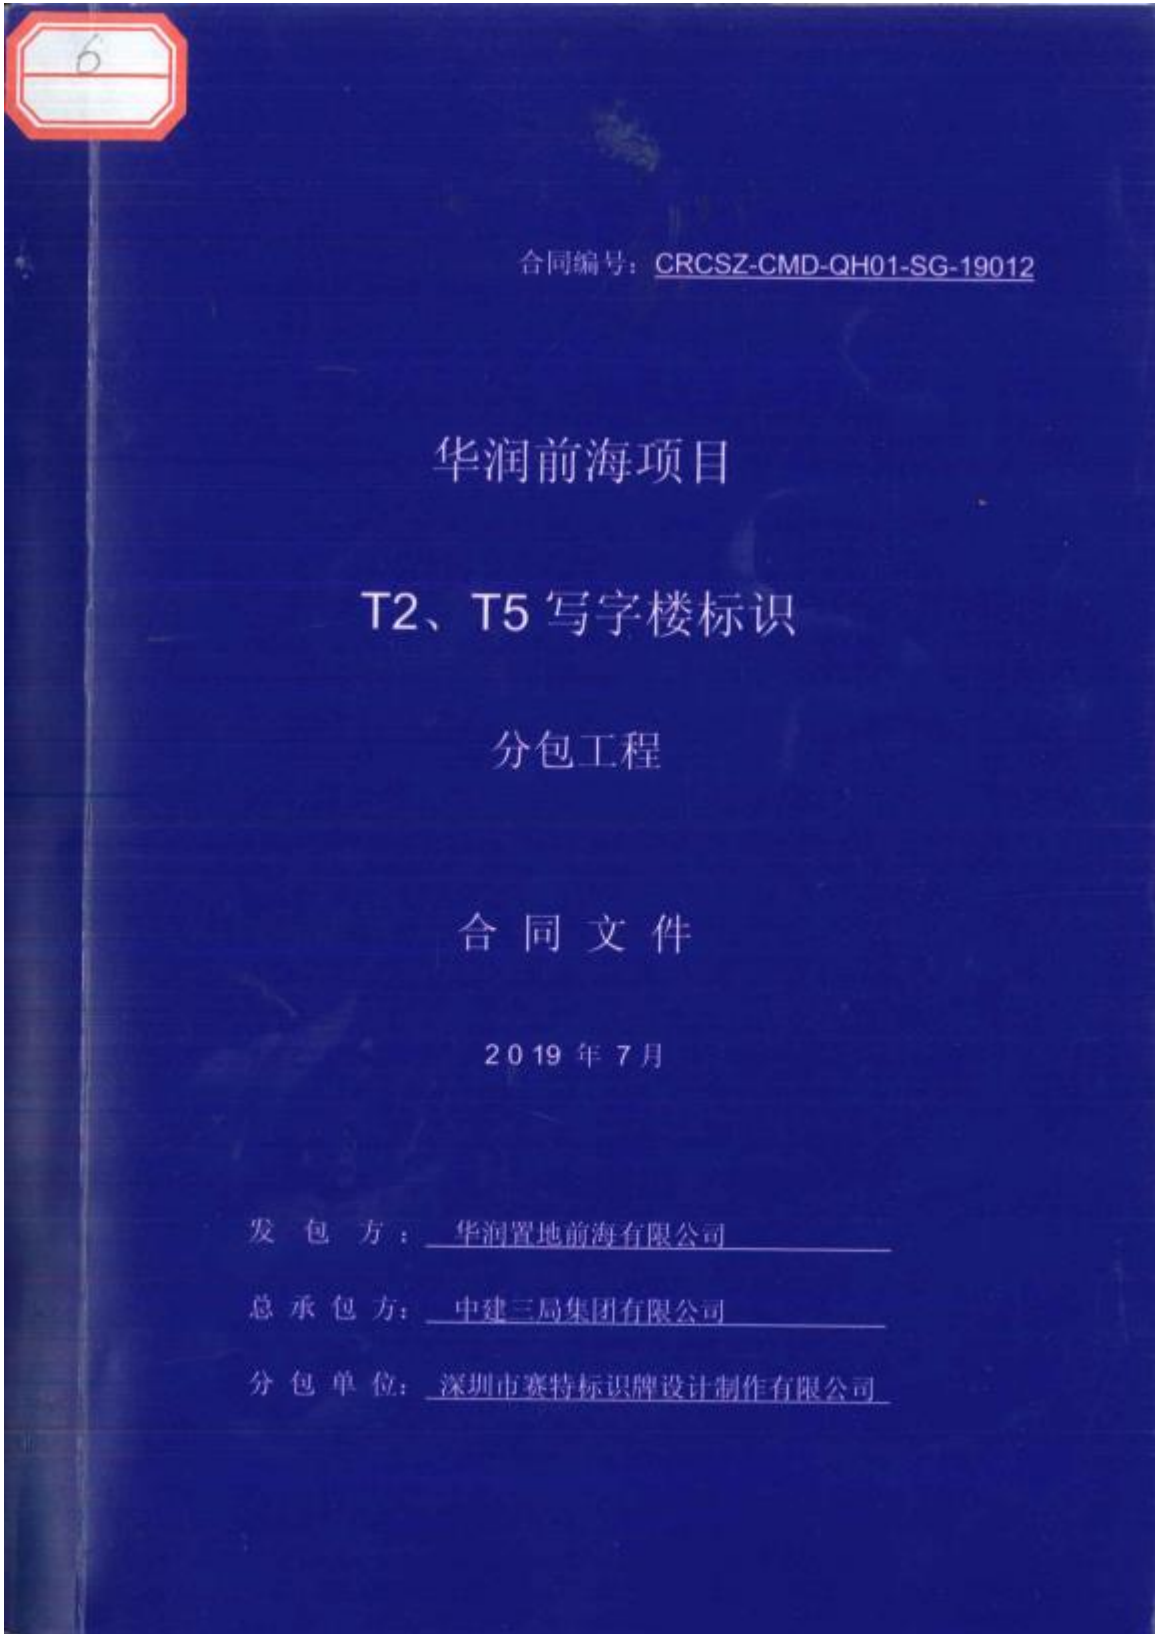 6
合同编号：CRCSZ-CMD-QH01-SG-19012
华润前海项目
T2、T5 写字楼标识
分包工程
合 同 文 件
2019 年 7 月
发 包 方：华润置地前海有限公司
总 承 包 方：中建三局集团有限公司
分 包 单 位：深圳市赛特标识牌设计制作有限公司